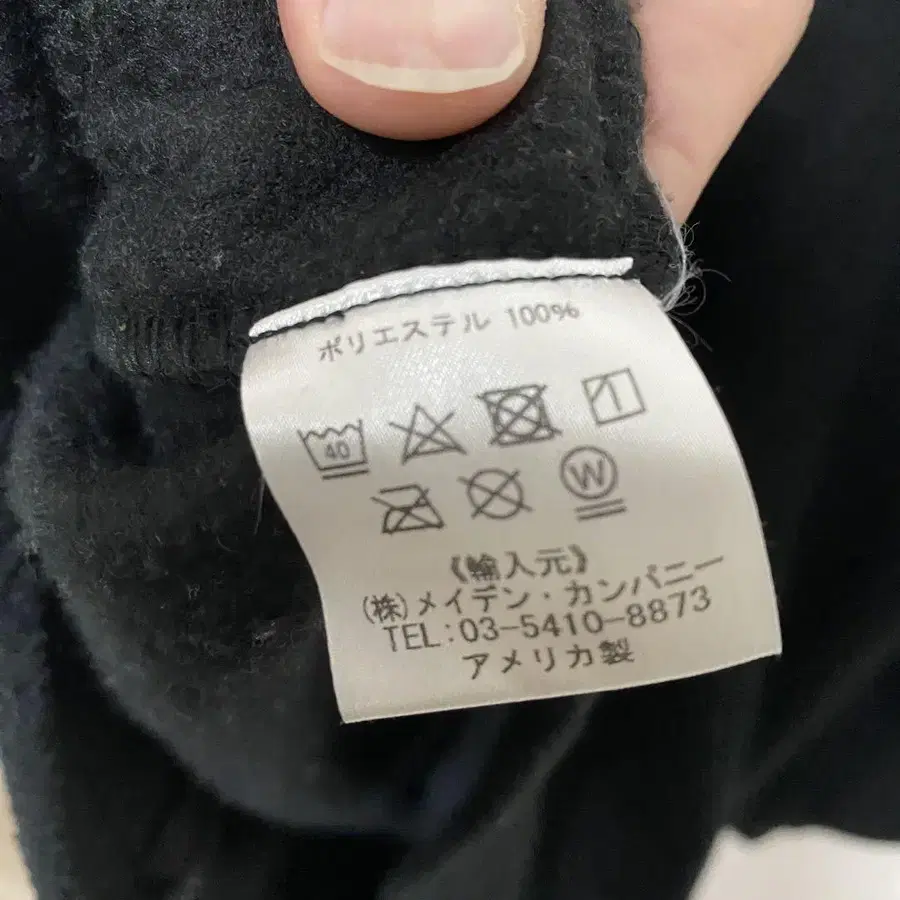 ポリエステル 100%
40
W
《輸入元》
(株)メイデン・カンパニー
TEL:03-5410-8873
アメリカ製